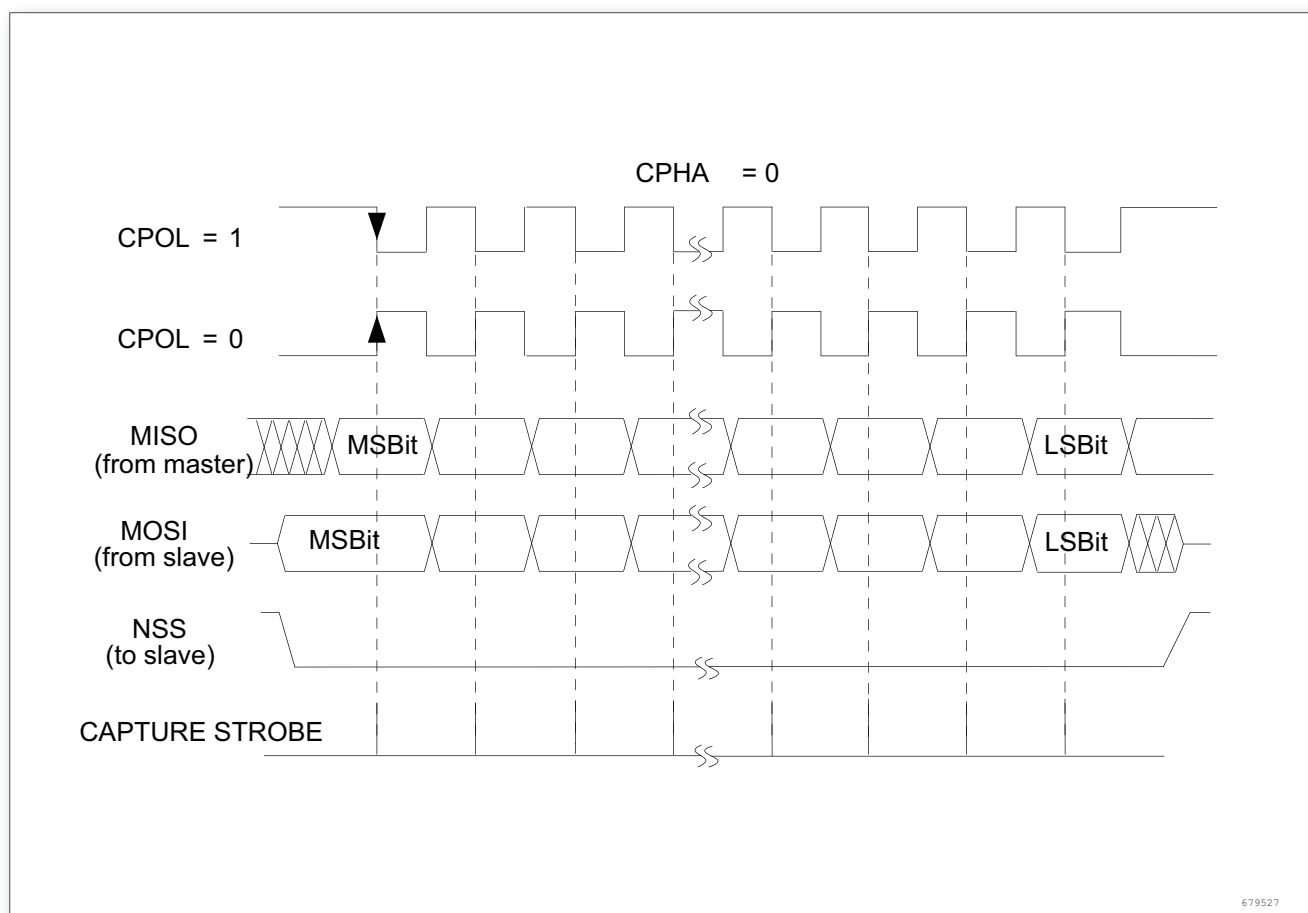 CPHA = 0
CPOL = 1
CPOL = 0
MISO
(from master)
MSBit
LSBit
MOSI
(from slave)
MSBit
LSBit
NSS
(to slave)
CAPTURE STROBE
679527